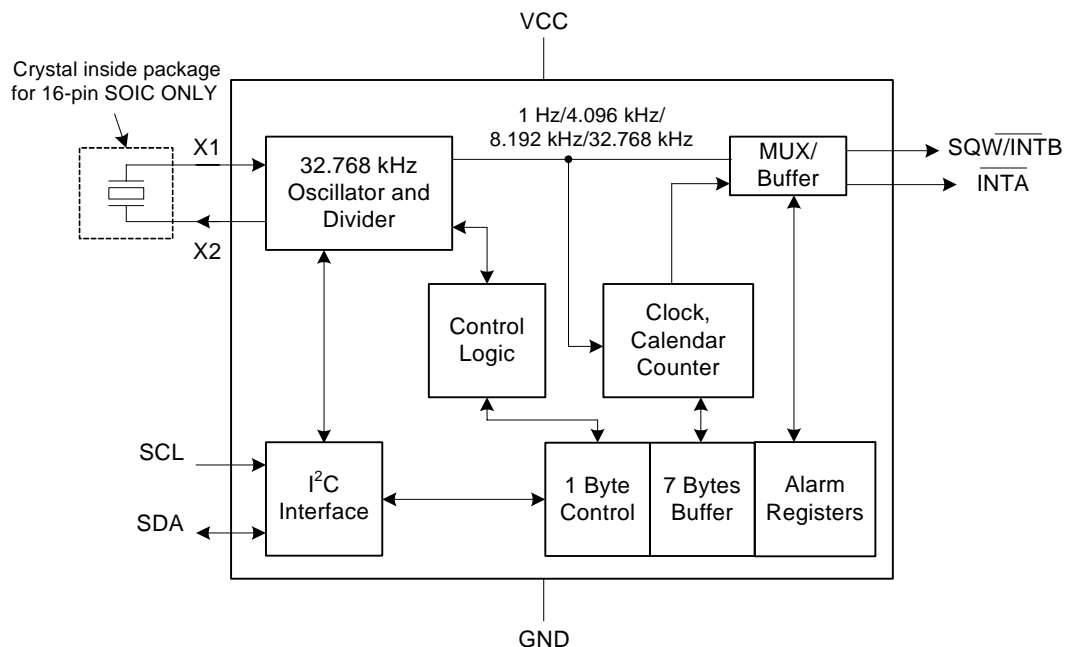 VCC
Crystal inside package
for 16-pin SOIC ONLY
1 Hz/4.096 kHz/
8.192 kHz/32.768 kHz
X1
X2
32.768 kHz
Oscillator and
Divider
MUX/
Buffer
SQW/I̅N̅T̅B̅
I̅N̅T̅A̅
Control
Logic
Clock,
Calendar
Counter
SCL
SDA
I²C
Interface
1 Byte
Control
7 Bytes
Buffer
Alarm
Registers
GND